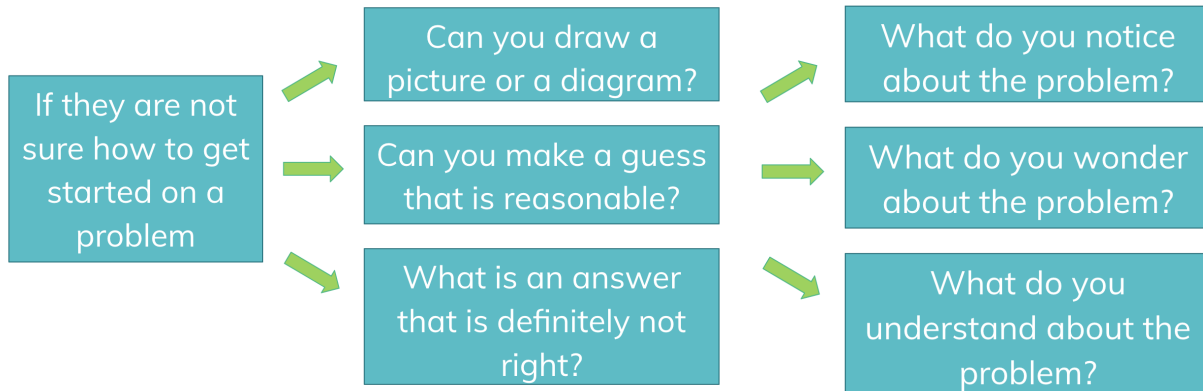 If they are not
sure how to get
started on a
problem
Can you draw a
picture or a diagram?
Can you make a guess
that is reasonable?
What is an answer
that is definitely not
right?
What do you notice
about the problem?
What do you wonder
about the problem?
What do you
understand about the
problem?